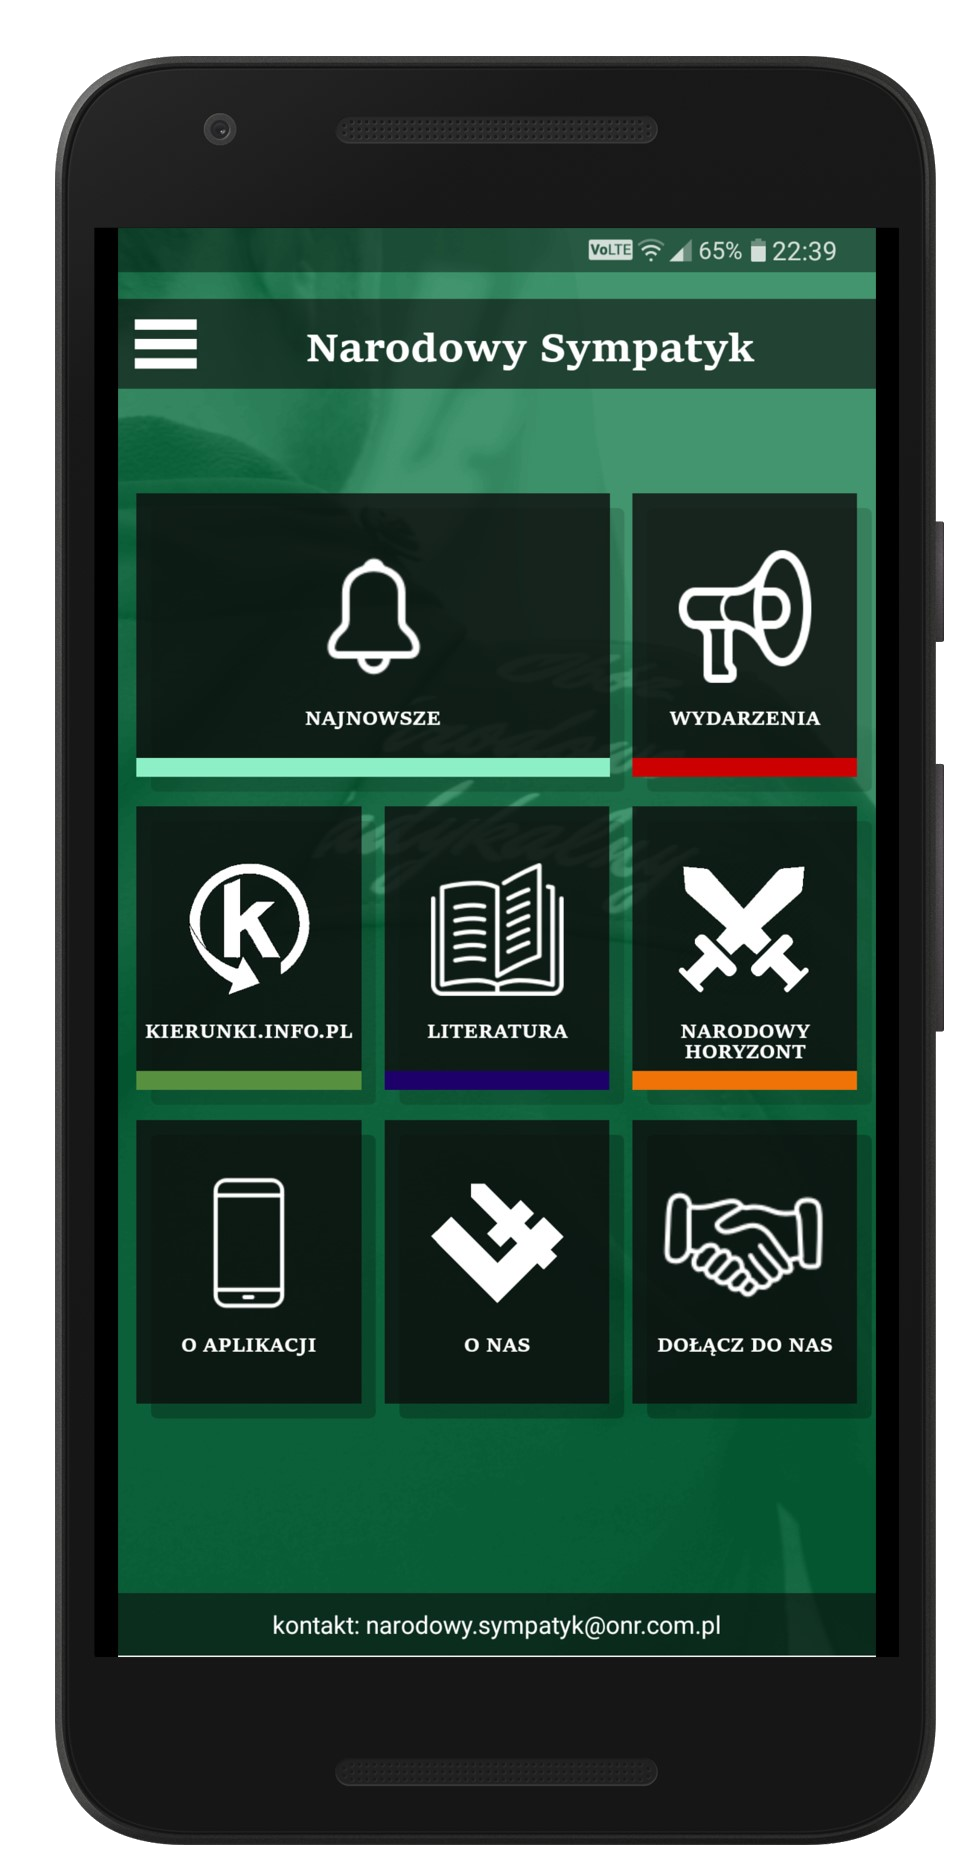 VoLTE 65% 22:39
Narodowy Sympatyk
NAJNOWSZE
WYDARZENIA
k
KIERUNKI.INFO.PL
LITERATURA
NARODOWY
HORYZONT
O APLIKACJI
O NAS
DOŁĄCZ DO NAS
kontakt: narodowy.sympatyk@onr.com.pl